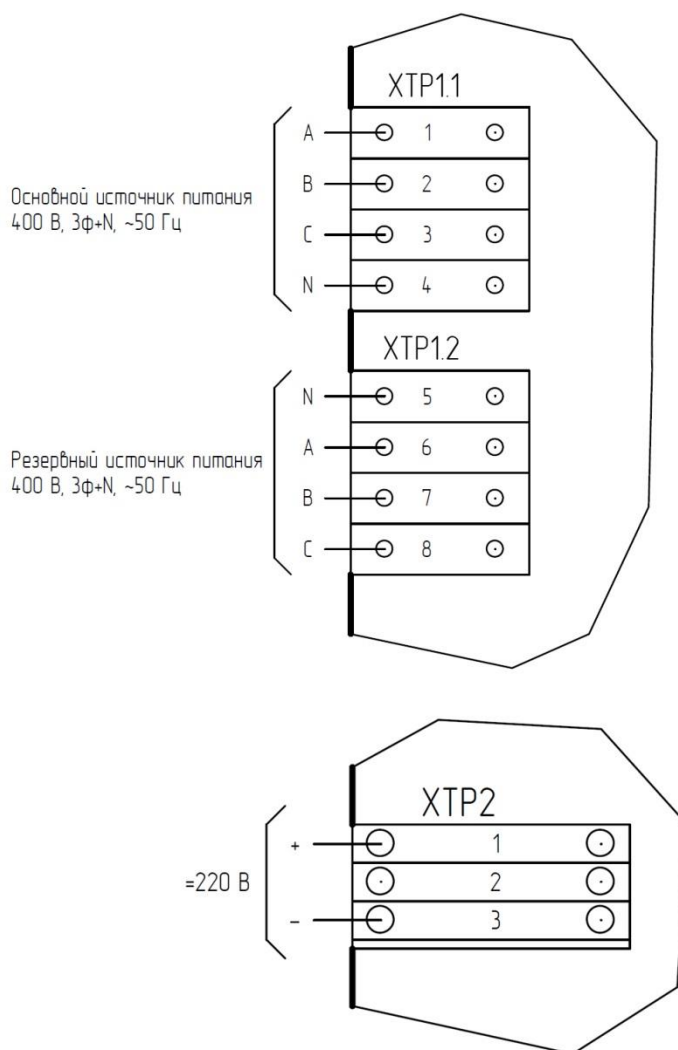 XTP1.1
A 1
B 2
Основной источник питания
400 В, 3ф+N, ~50 Гц
C 3
N 4
XTP1.2
N 5
A 6
Резервный источник питания
400 В, 3ф+N, ~50 Гц
B 7
C 8
XTP2
+ 1
=220 В 2
− 3